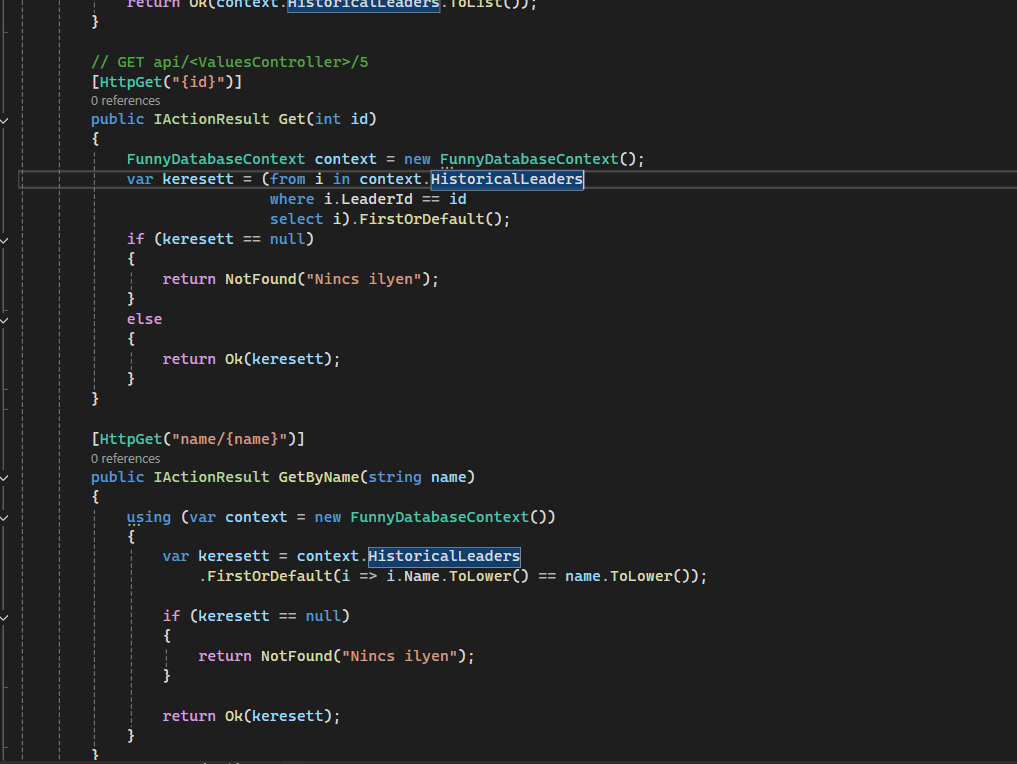 return Ok(context.HistoricalLeaders.ToList());
}
// GET api/<ValuesController>/5
[HttpGet("{id}")]
0 references
public IActionResult Get(int id)
{
FunnyDatabaseContext context = new FunnyDatabaseContext();
var keresett = (from i in context.HistoricalLeaders
where i.LeaderId == id
select i).FirstOrDefault();
if (keresett == null)
{
return NotFound("Nincs ilyen");
}
else
{
return Ok(keresett);
}
}
[HttpGet("name/{name}")]
0 references
public IActionResult GetByName(string name)
{
using (var context = new FunnyDatabaseContext())
{
var keresett = context.HistoricalLeaders
.FirstOrDefault(i => i.Name.ToLower() == name.ToLower());
if (keresett == null)
{
return NotFound("Nincs ilyen");
}
return Ok(keresett);
}
}